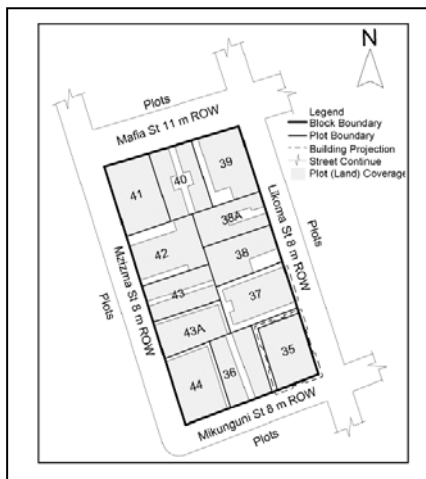 N
Legend
Block Boundary
Plot Boundary
Building Projection
Street Continue
Plot (Land) Coverage
Plots
Mafia St 11 m ROW
41
40
39
38A
42
38
43
37
43A
35
44
36
Mzizma St 8 m ROW
Likoma St 8 m ROW
Plots
Plots
Mikunguni St 8 m ROW
Plots